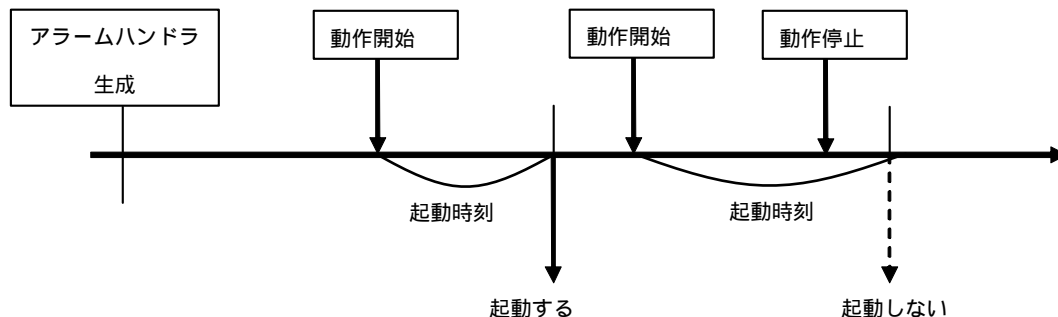 アラームハンドラ
生成
動作開始
動作開始
動作停止
起動時刻
起動時刻
起動する
起動しない